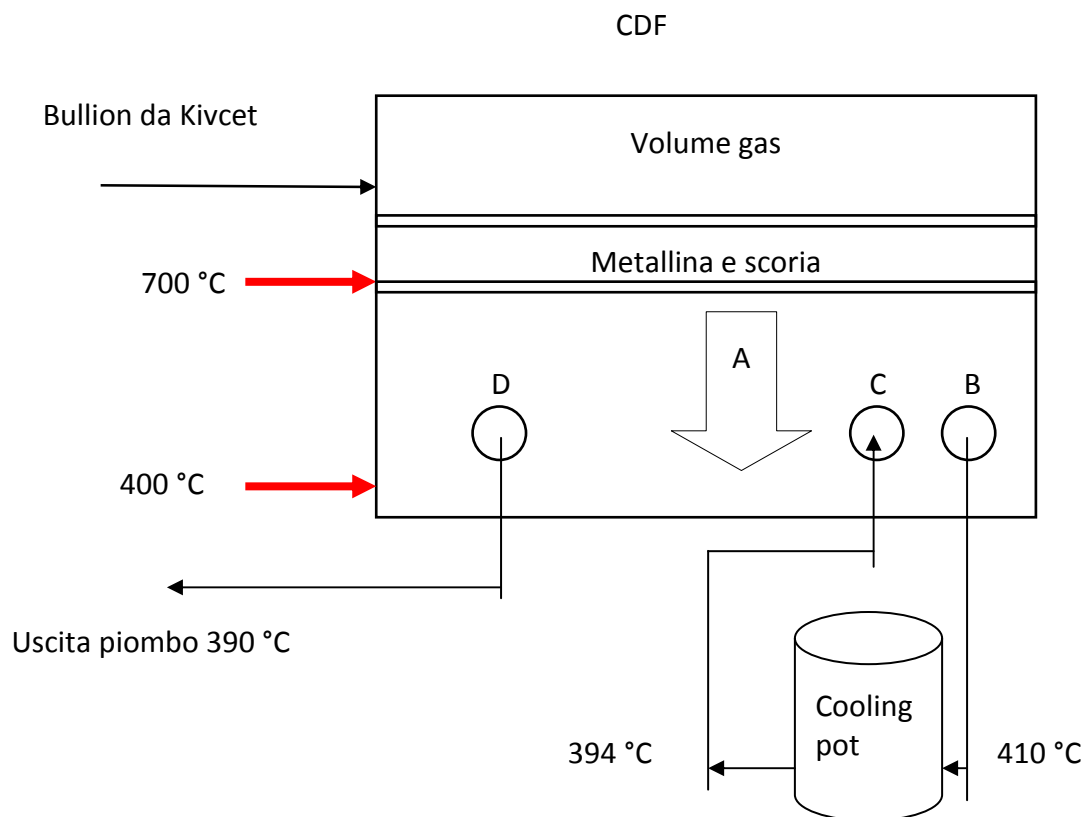 CDF
Bullion da Kivcet
Volume gas
Metallina e scoria
700 °C
A
D
C
B
400 °C
Uscita piombo 390 °C
Cooling
pot
394 °C
410 °C